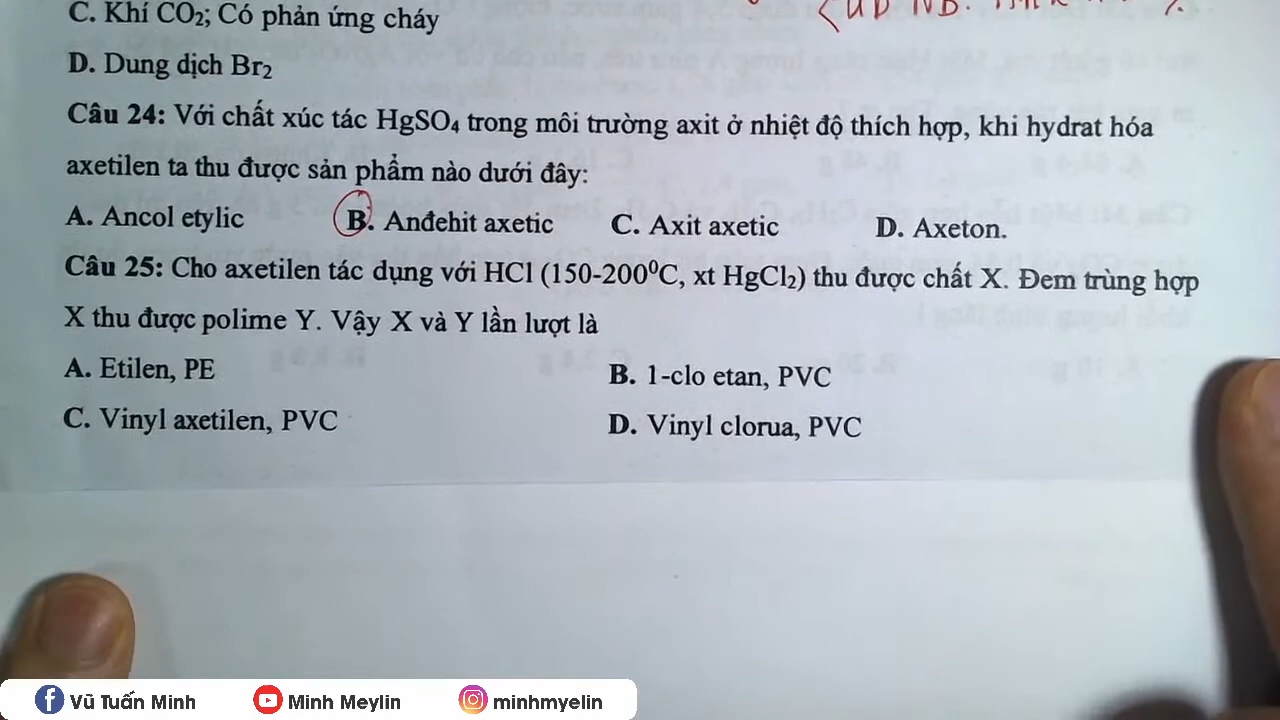 C. Khí CO₂; Có phản ứng cháy
D. Dung dịch Br₂
Câu 24: Với chất xúc tác HgSO₄ trong môi trường axit ở nhiệt độ thích hợp, khi hydrat hóa
axetilen ta thu được sản phẩm nào dưới đây:
A. Ancol etylic B. Anđehit axetic C. Axit axetic D. Axeton.
Câu 25: Cho axetilen tác dụng với HCl (150-200⁰C, xt HgCl₂) thu được chất X. Đem trùng hợp
X thu được polime Y. Vậy X và Y lần lượt là
A. Etilen, PE B. 1-clo etan, PVC
C. Vinyl axetilen, PVC D. Vinyl clorua, PVC
Vũ Tuấn Minh Minh Meylin minhmyelin